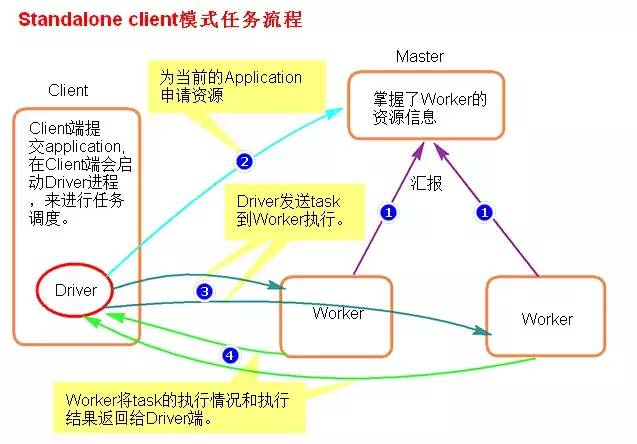 Standalone client模式任务流程
Client
Client端提
交application,
在Client端会启
动Driver进程
，来进行任务
调度。
为当前的Application
申请资源
Master
掌握了Worker的
资源信息
2
汇报
1
1
Driver发送task
到Worker执行。
Driver
3
Worker
Worker
4
Worker将task的执行情况和执行
结果返回给Driver端。